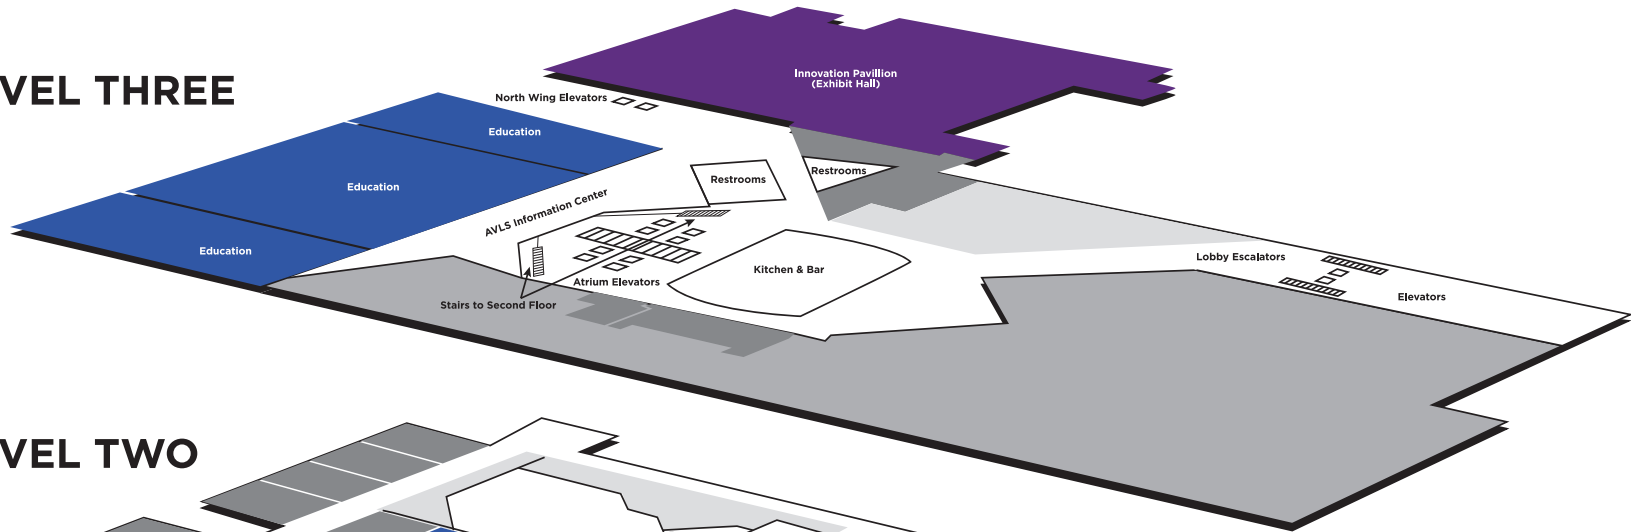 VEL THREE
Innovation Pavillion
(Exhibit Hall)
North Wing Elevators
Education
Education
Education
Restrooms
Restrooms
AVLS Information Center
Kitchen & Bar
Atrium Elevators
Stairs to Second Floor
Lobby Escalators
Elevators
VEL TWO